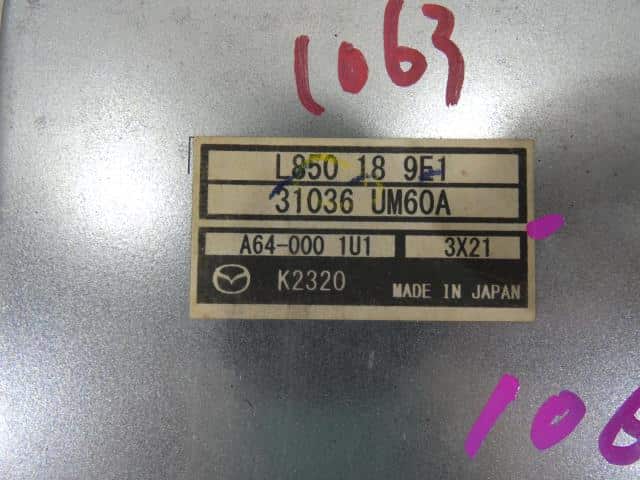 1063
L850 18 9E1
31036 UM60A
A64-000 1U1 3X21
K2320 MADE IN JAPAN